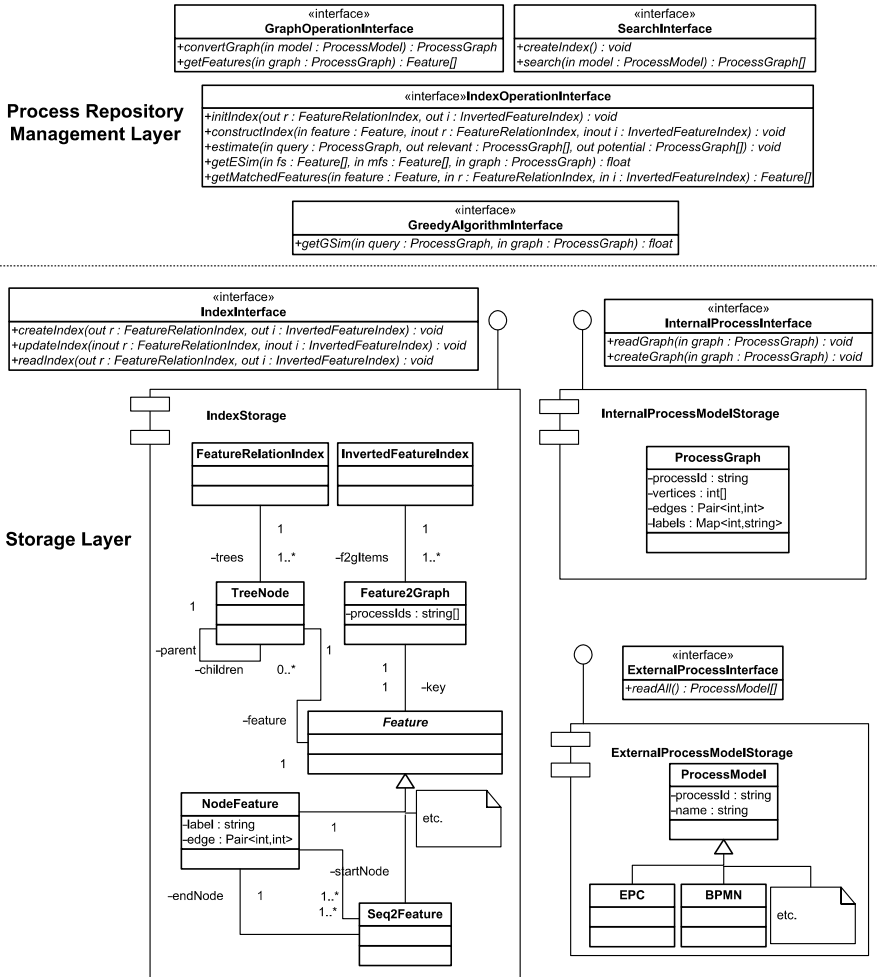 «interface»
GraphOperationInterface
+convertGraph(in model : ProcessModel) : ProcessGraph
+getFeatures(in graph : ProcessGraph) : Feature[]
«interface»
SearchInterface
+createIndex() : void
+search(in model : ProcessModel) : ProcessGraph[]
Process Repository
Management Layer
«interface»IndexOperationInterface
+initIndex(out r : FeatureRelationIndex, out i : InvertedFeatureIndex) : void
+constructIndex(in feature : Feature, inout r : FeatureRelationIndex, inout i : InvertedFeatureIndex) : void
+estimate(in query : ProcessGraph, out relevant : ProcessGraph[], out potential : ProcessGraph[]) : void
+getESim(in fs : Feature[], in mfs : Feature[], in graph : ProcessGraph) : float
+getMatchedFeatures(in feature : Feature, in r : FeatureRelationIndex, in i : InvertedFeatureIndex) : Feature[]
«interface»
GreedyAlgorithmInterface
+getGSim(in query : ProcessGraph, in graph : ProcessGraph) : float
«interface»
IndexInterface
+createIndex(out r : FeatureRelationIndex, out i : InvertedFeatureIndex) : void
+updateIndex(inout r : FeatureRelationIndex, inout i : InvertedFeatureIndex) : void
+readIndex(out r : FeatureRelationIndex, out i : InvertedFeatureIndex) : void
«interface»
InternalProcessInterface
+readGraph(in graph : ProcessGraph) : void
+createGraph(in graph : ProcessGraph) : void
Storage Layer
IndexStorage
FeatureRelationIndex
InvertedFeatureIndex
1
1
-trees
1..*
-f2gItems
1..*
TreeNode
Feature2Graph
-processIds : string[]
1
-parent
-children
0..*
1
1
1
-key
-feature
1
Feature
NodeFeature
-label : string
-edge : Pair<int,int>
1
etc.
-startNode
-endNode
1
1..*
1..*
Seq2Feature
InternalProcessModelStorage
ProcessGraph
-processId : string
-vertices : int[]
-edges : Pair<int,int>
-labels : Map<int,string>
«interface»
ExternalProcessInterface
+readAll() : ProcessModel[]
ExternalProcessModelStorage
ProcessModel
-processId : string
-name : string
EPC
BPMN
etc.